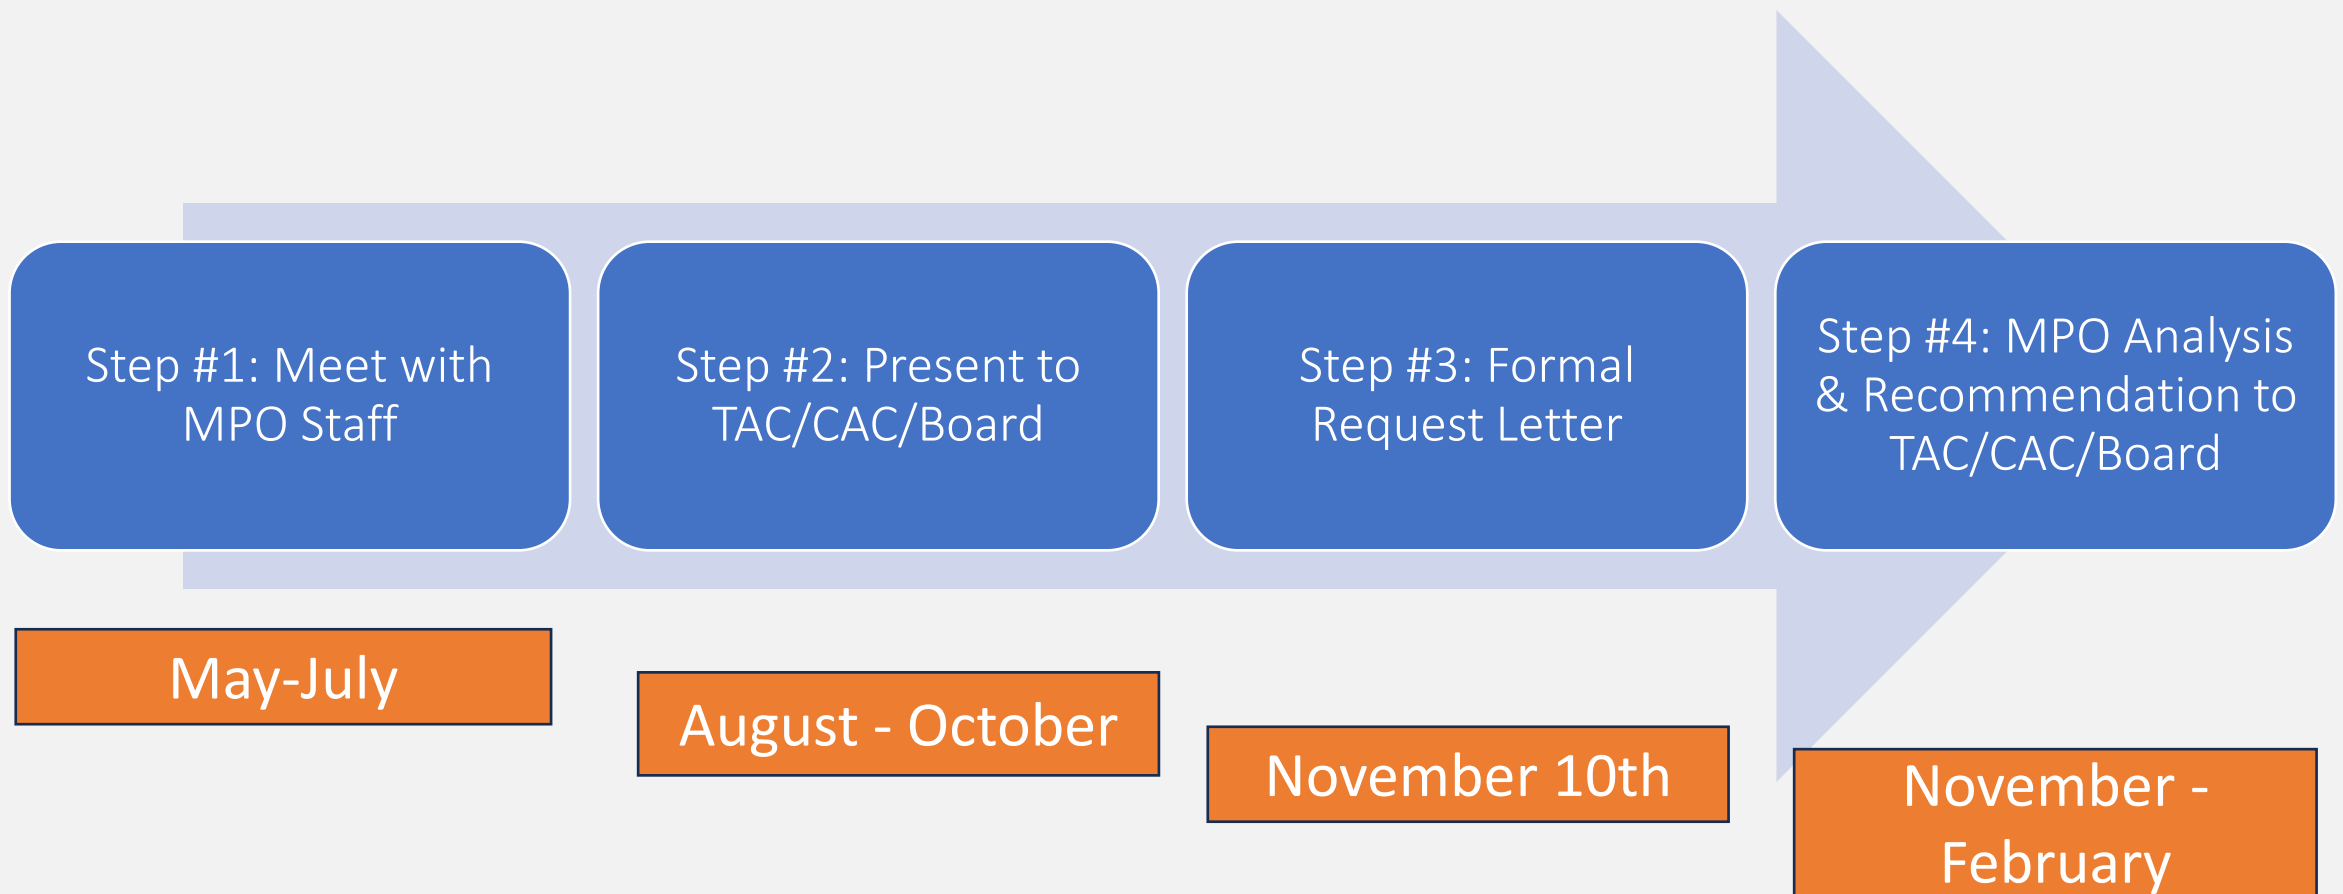 Step #1: Meet with
MPO Staff
Step #2: Present to
TAC/CAC/Board
Step #3: Formal
Request Letter
Step #4: MPO Analysis
& Recommendation to
TAC/CAC/Board
May-July
August - October
November 10th
November -
February